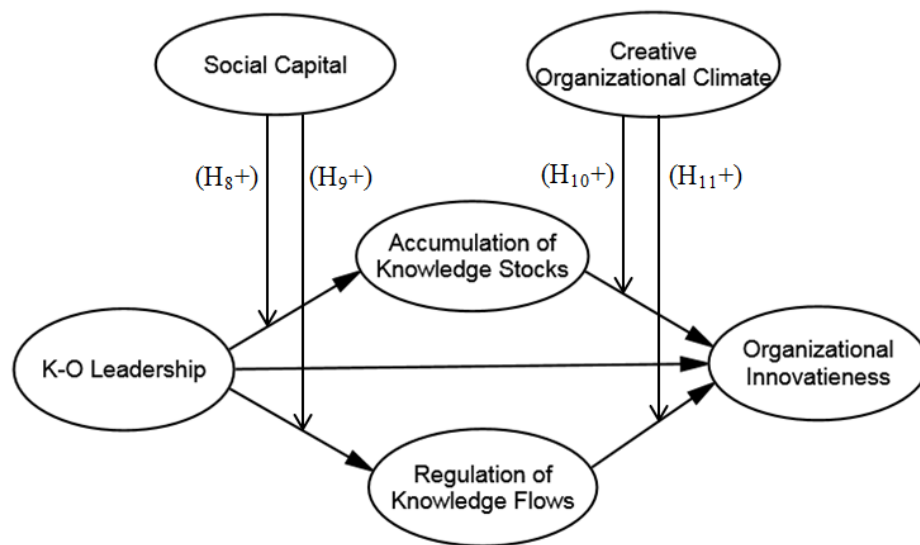 Social Capital
Creative
Organizational Climate
(H₈+)
(H₉+)
(H₁₀+)
(H₁₁+)
Accumulation of
Knowledge Stocks
K-O Leadership
Organizational
Innovatieness
Regulation of
Knowledge Flows